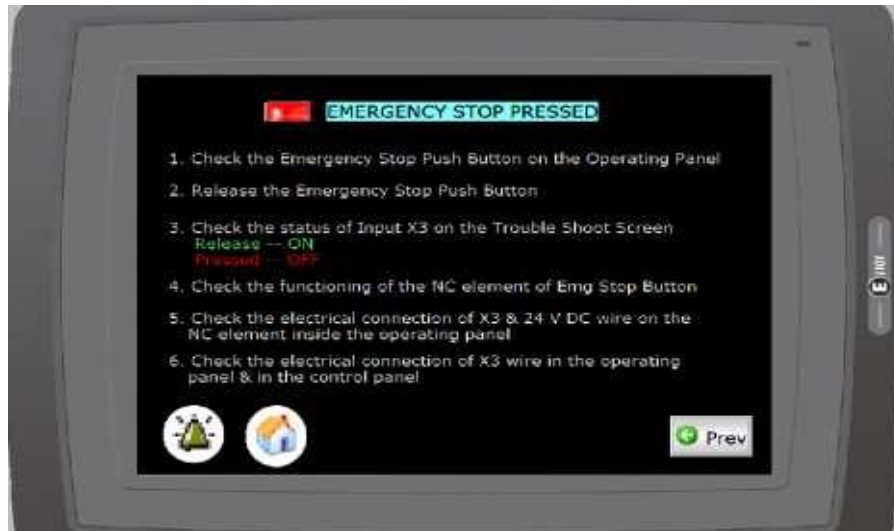 EMERGENCY STOP PRESSED
1. Check the Emergency Stop Push Button on the Operating Panel
2. Release the Emergency Stop Push Button
3. Check the status of Input X3 on the Trouble Shoot Screen
Release -- ON
Pressed -- OFF
4. Check the functioning of the NC element of Emg Stop Button
5. Check the electrical connection of X3 & 24 V DC wire on the
NC element inside the operating panel
6. Check the electrical connection of X3 wire in the operating
panel & in the control panel
Prev